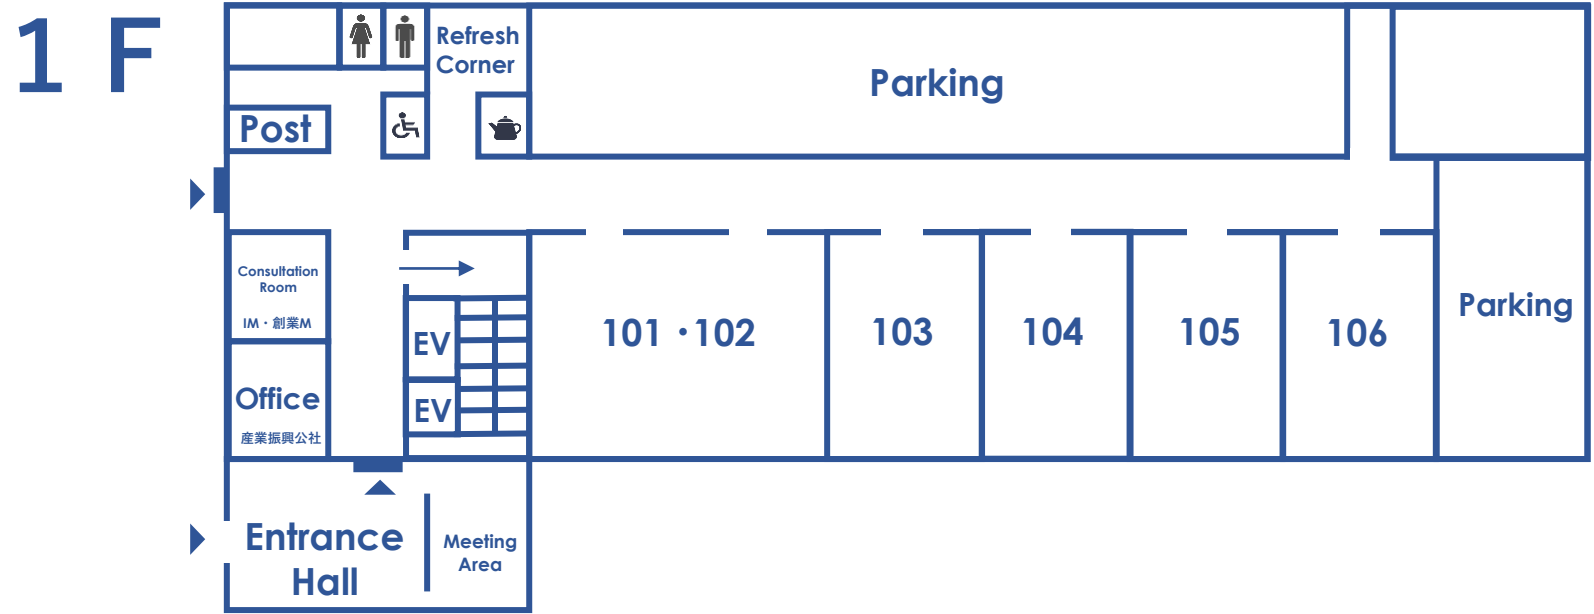 1 F
Refresh
Corner
Parking
Post
Consultation
Room
IM・創業M
EV
101・102
103
104
105
106
Parking
Office
EV
産業振興公社
Entrance
Hall
Meeting
Area